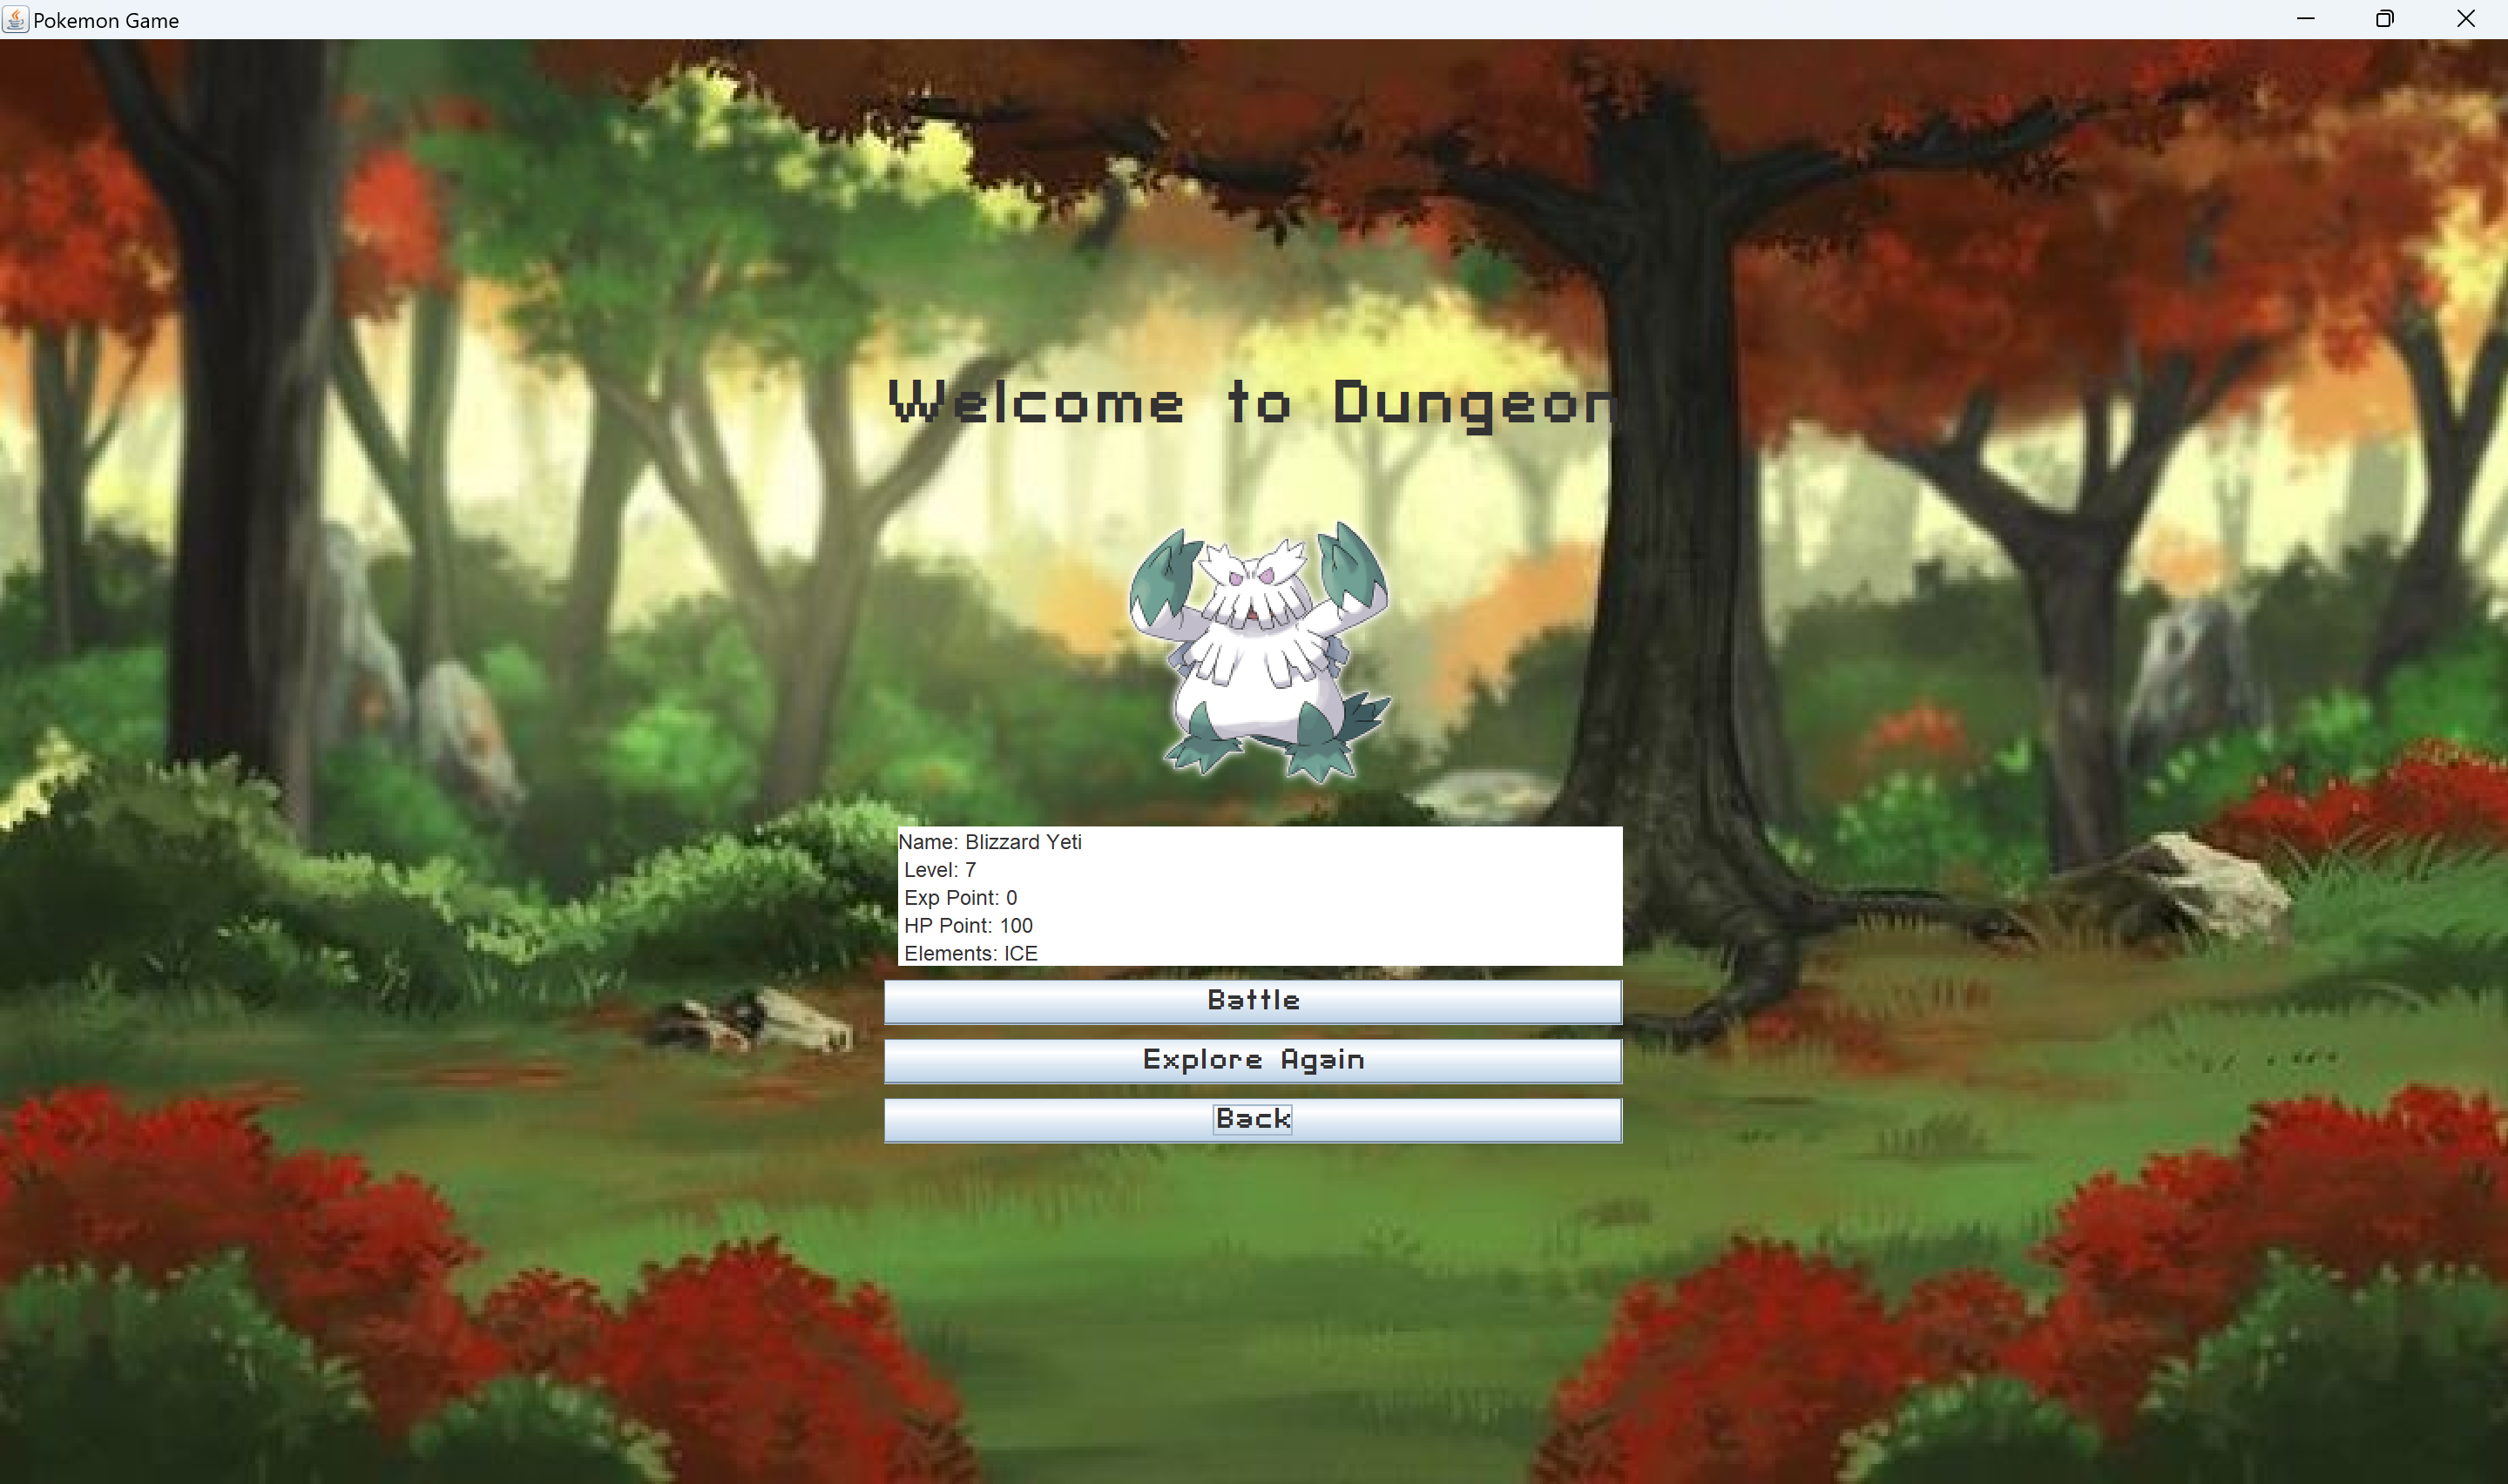 Pokemon Game
Welcome to Dungeon
Name: Blizzard Yeti
Level: 7
Exp Point: 0
HP Point: 100
Elements: ICE
Battle
Explore Again
Back